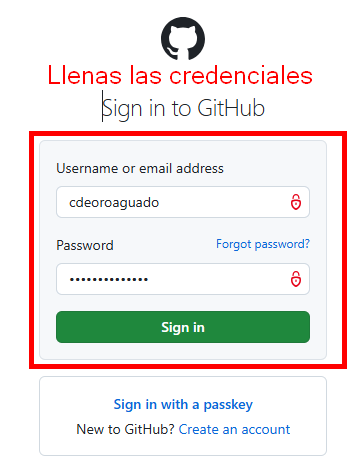 Llenas las credenciales
Sign in to GitHub
Username or email address
cdeoroaguado
Password Forgot password?
••••••••••••••
Sign in
Sign in with a passkey
New to GitHub? Create an account